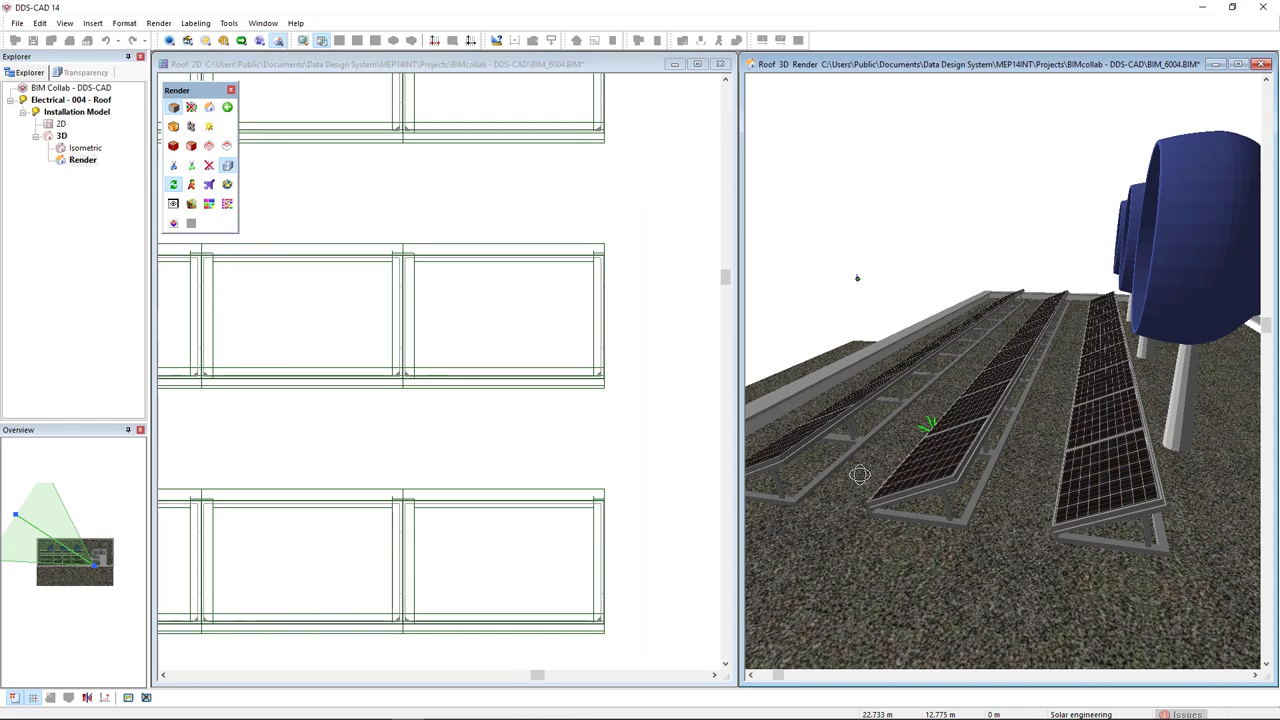 DDS-CAD 14
File Edit View Insert Format Render Labeling Tools Window Help
Explorer
Explorer Transparency
BIM Collab - DDS-CAD
Electrical - 004 - Roof
Installation Model
2D
3D
Isometric
Render
Overview
Roof 2D C:\Users\Public\Documents\Data Design System\MEP14INT\Projects\BIMcollab - DDS-CAD\BIM_6004.BIM*
Render
Roof 3D Render C:\Users\Public\Documents\Data Design System\MEP14INT\Projects\BIMcollab - DDS-CAD\BIM_6004.BIM*
22.733 m 12.775 m 0 m Solar engineering Issues